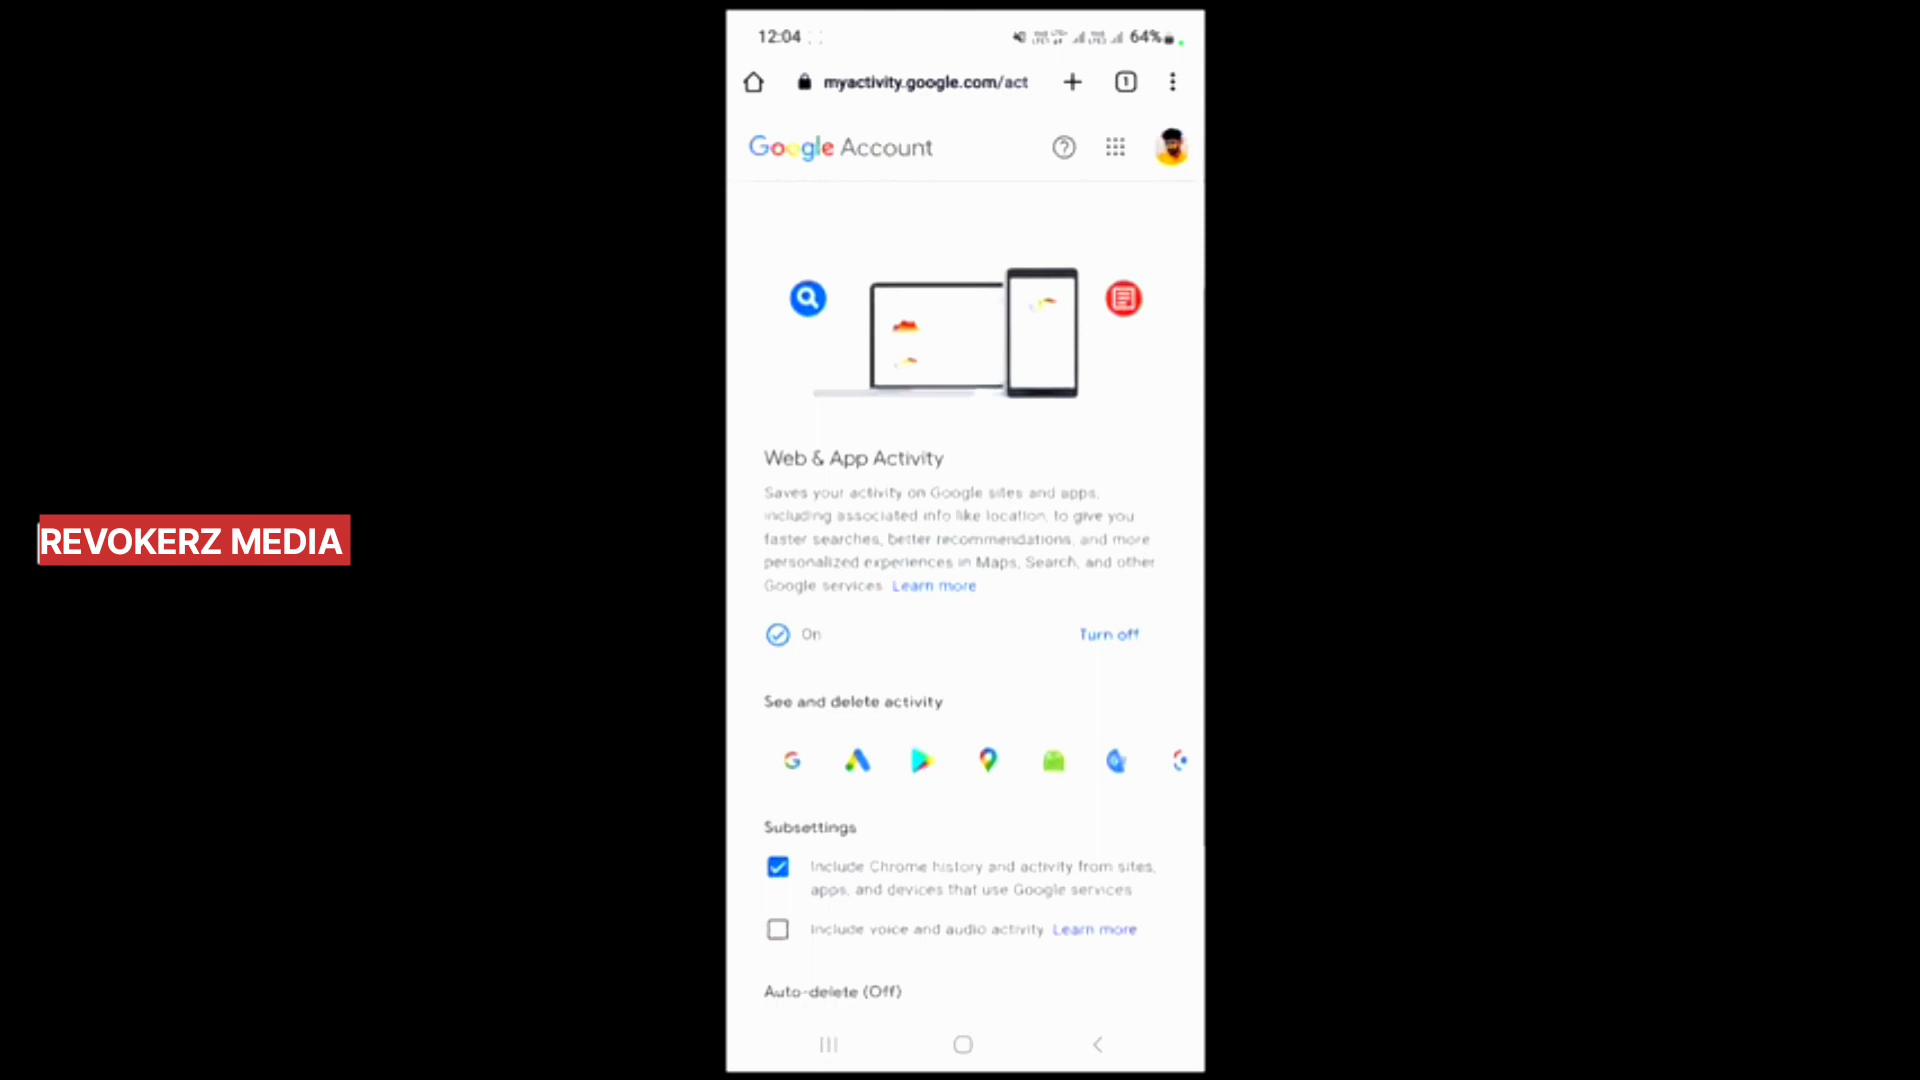 12:04
64%
myactivity.google.com/act
1
Google Account
Web & App Activity
Saves your activity on Google sites and apps,
including associated info like location, to give you
faster searches, better recommendations, and more
personalized experiences in Maps, Search, and other
Google services. Learn more
REVOKERZ MEDIA
On
Turn off
See and delete activity
Subsettings
Include Chrome history and activity from sites,
apps, and devices that use Google services
Include voice and audio activity Learn more
Auto-delete (Off)